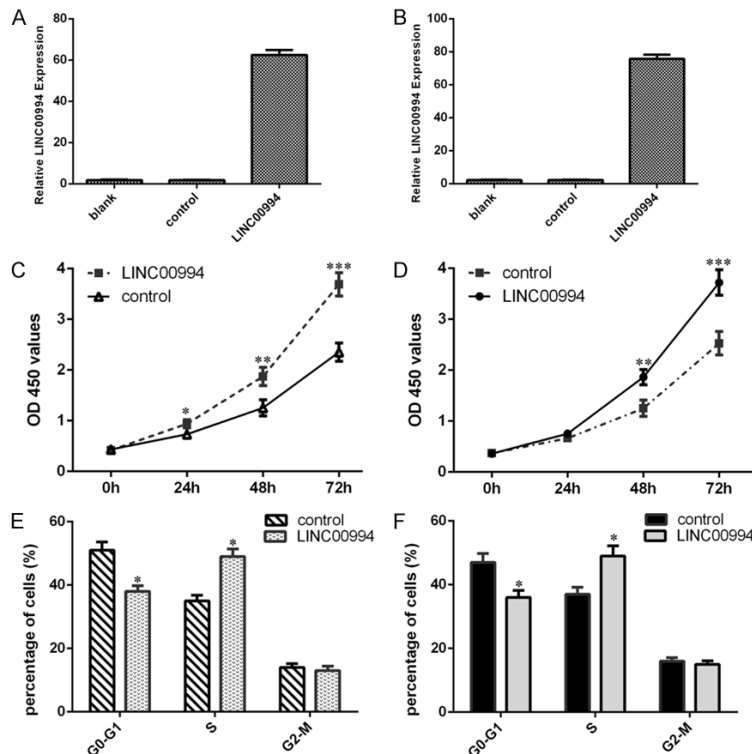 A
Relative LINC00994 Expression
80
60
40
20
0
blank
control
LINC00994
B
Relative LINC00994 Expression
100
80
60
40
20
0
blank
control
LINC00994
C
OD 450 values
4
3
2
1
0
LINC00994
control
*
**
***
0h 24h 48h 72h
D
OD 450 values
4
3
2
1
0
control
LINC00994
**
***
0h 24h 48h 72h
E
percentage of cells (%)
60
40
20
0
control
LINC00994
*
*
G0-G1
S
G2-M
F
percentage of cells (%)
60
40
20
0
control
LINC00994
*
*
G0-G1
S
G2-M